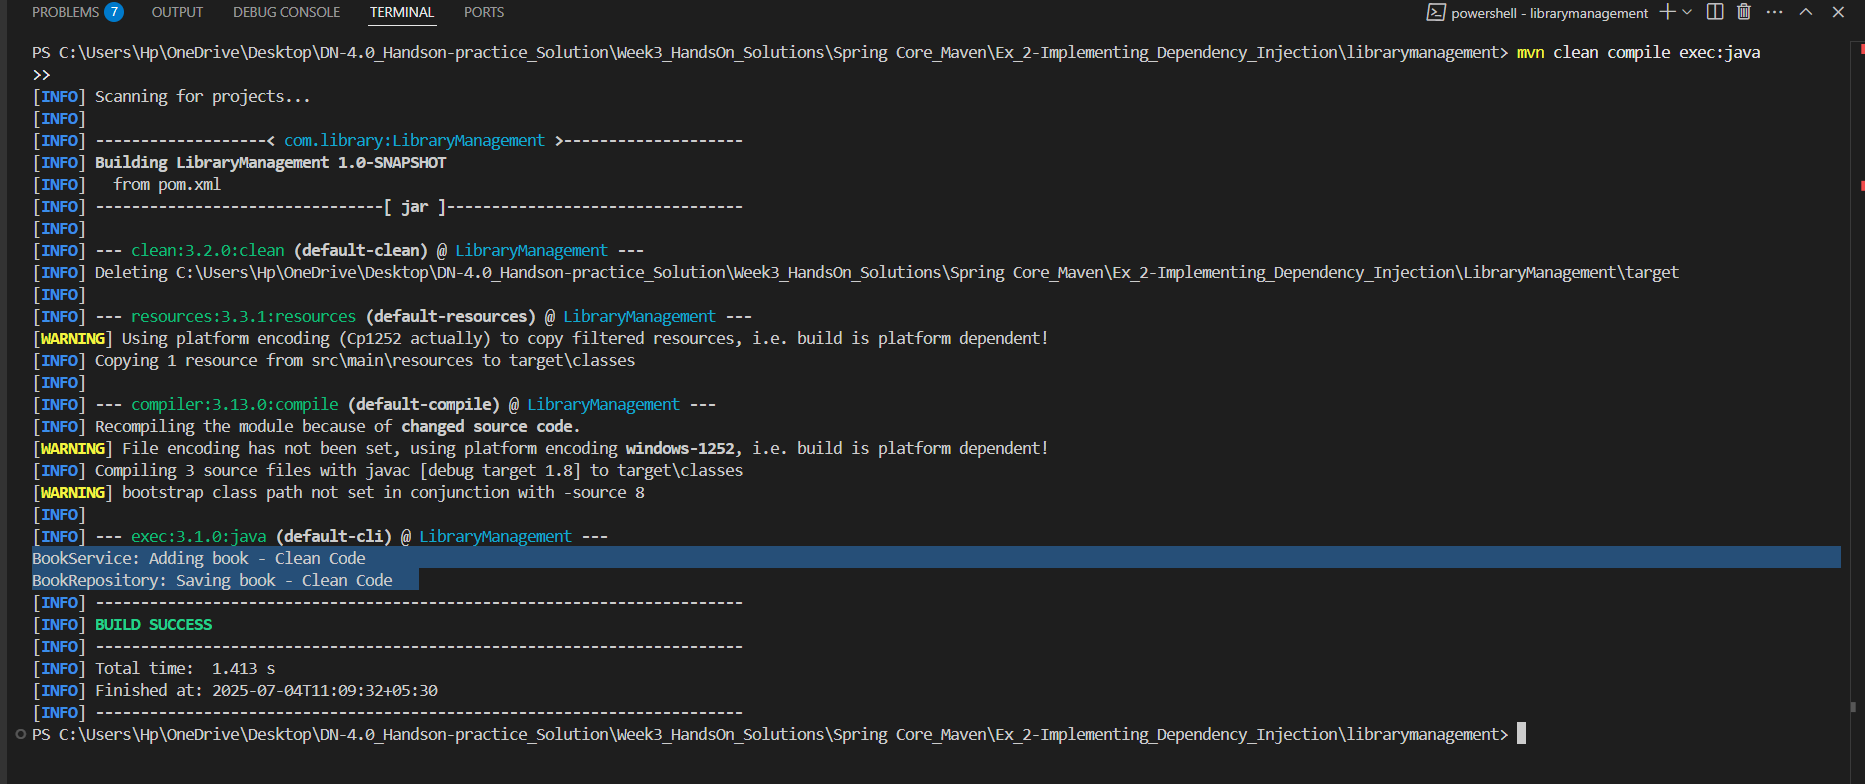 PROBLEMS 7 OUTPUT DEBUG CONSOLE TERMINAL PORTS powershell - librarymanagement
PS C:\Users\Hp\OneDrive\Desktop\DN-4.0_Handson-practice_Solution\Week3_HandsOn_Solutions\Spring Core_Maven\Ex_2-Implementing_Dependency_Injection\librarymanagement> mvn clean compile exec:java
>>
[INFO] Scanning for projects...
[INFO]
[INFO] -------------------< com.library:LibraryManagement >--------------------
[INFO] Building LibraryManagement 1.0-SNAPSHOT
[INFO]   from pom.xml
[INFO] --------------------------------[ jar ]---------------------------------
[INFO]
[INFO] --- clean:3.2.0:clean (default-clean) @ LibraryManagement ---
[INFO] Deleting C:\Users\Hp\OneDrive\Desktop\DN-4.0_Handson-practice_Solution\Week3_HandsOn_Solutions\Spring Core_Maven\Ex_2-Implementing_Dependency_Injection\LibraryManagement\target
[INFO]
[INFO] --- resources:3.3.1:resources (default-resources) @ LibraryManagement ---
[WARNING] Using platform encoding (Cp1252 actually) to copy filtered resources, i.e. build is platform dependent!
[INFO] Copying 1 resource from src\main\resources to target\classes
[INFO]
[INFO] --- compiler:3.13.0:compile (default-compile) @ LibraryManagement ---
[INFO] Recompiling the module because of changed source code.
[WARNING] File encoding has not been set, using platform encoding windows-1252, i.e. build is platform dependent!
[INFO] Compiling 3 source files with javac [debug target 1.8] to target\classes
[WARNING] bootstrap class path not set in conjunction with -source 8
[INFO]
[INFO] --- exec:3.1.0:java (default-cli) @ LibraryManagement ---
BookService: Adding book - Clean Code
BookRepository: Saving book - Clean Code
[INFO] ------------------------------------------------------------------------
[INFO] BUILD SUCCESS
[INFO] ------------------------------------------------------------------------
[INFO] Total time:  1.413 s
[INFO] Finished at: 2025-07-04T11:09:32+05:30
[INFO] ------------------------------------------------------------------------
PS C:\Users\Hp\OneDrive\Desktop\DN-4.0_Handson-practice_Solution\Week3_HandsOn_Solutions\Spring Core_Maven\Ex_2-Implementing_Dependency_Injection\librarymanagement>